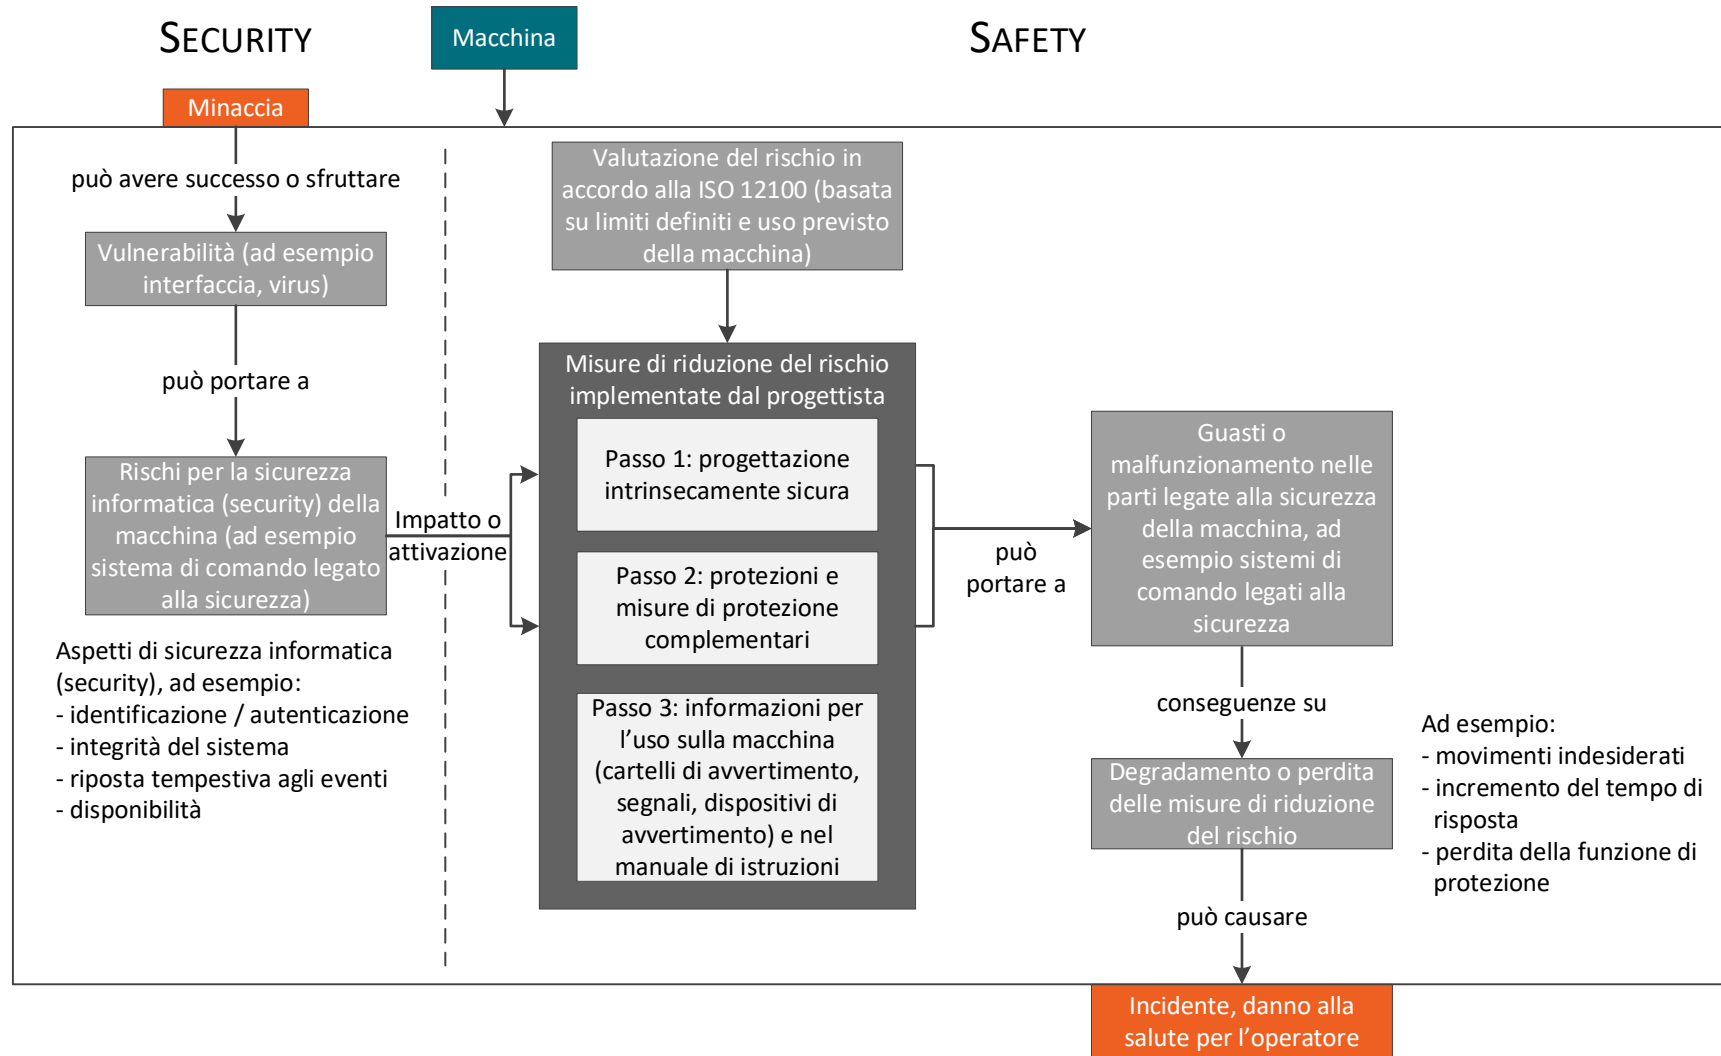 SECURITY
Macchina
SAFETY
Minaccia
può avere successo o sfruttare
Vulnerabilità (ad esempio
interfaccia, virus)
può portare a
Rischi per la sicurezza
informatica (security) della
macchina (ad esempio
sistema di comando legato
alla sicurezza)
Aspetti di sicurezza informatica
(security), ad esempio:
- identificazione / autenticazione
- integrità del sistema
- riposta tempestiva agli eventi
- disponibilità
Impatto o
attivazione
Valutazione del rischio in
accordo alla ISO 12100 (basata
su limiti definiti e uso previsto
della macchina)
Misure di riduzione del rischio
implementate dal progettista
Passo 1: progettazione
intrinsecamente sicura
Passo 2: protezioni e
misure di protezione
complementari
Passo 3: informazioni per
l’uso sulla macchina
(cartelli di avvertimento,
segnali, dispositivi di
avvertimento) e nel
manuale di istruzioni
può
portare a
Guasti o
malfunzionamento nelle
parti legate alla sicurezza
della macchina, ad
esempio sistemi di
comando legati alla
sicurezza
conseguenze su
Degradamento o perdita
delle misure di riduzione
del rischio
Ad esempio:
- movimenti indesiderati
- incremento del tempo di
risposta
- perdita della funzione di
protezione
può causare
Incidente, danno alla
salute per l’operatore